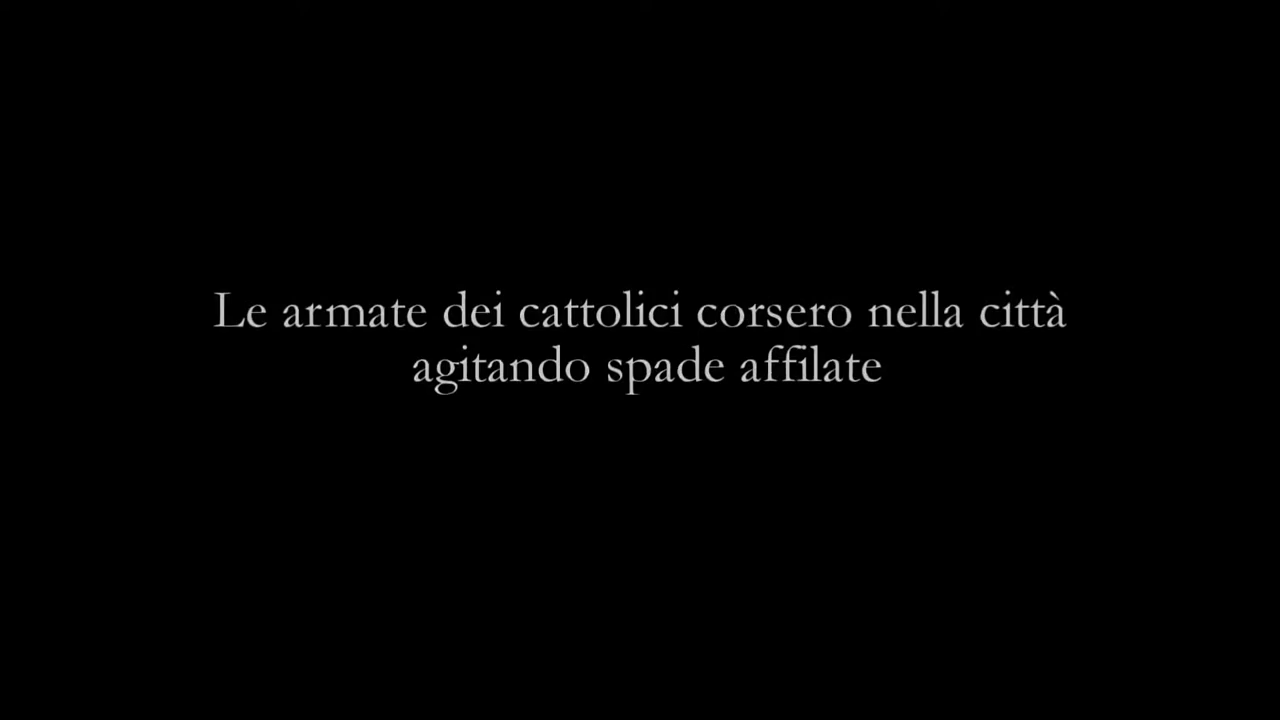 Le armate dei cattolici corsero nella città
agitando spade affilate